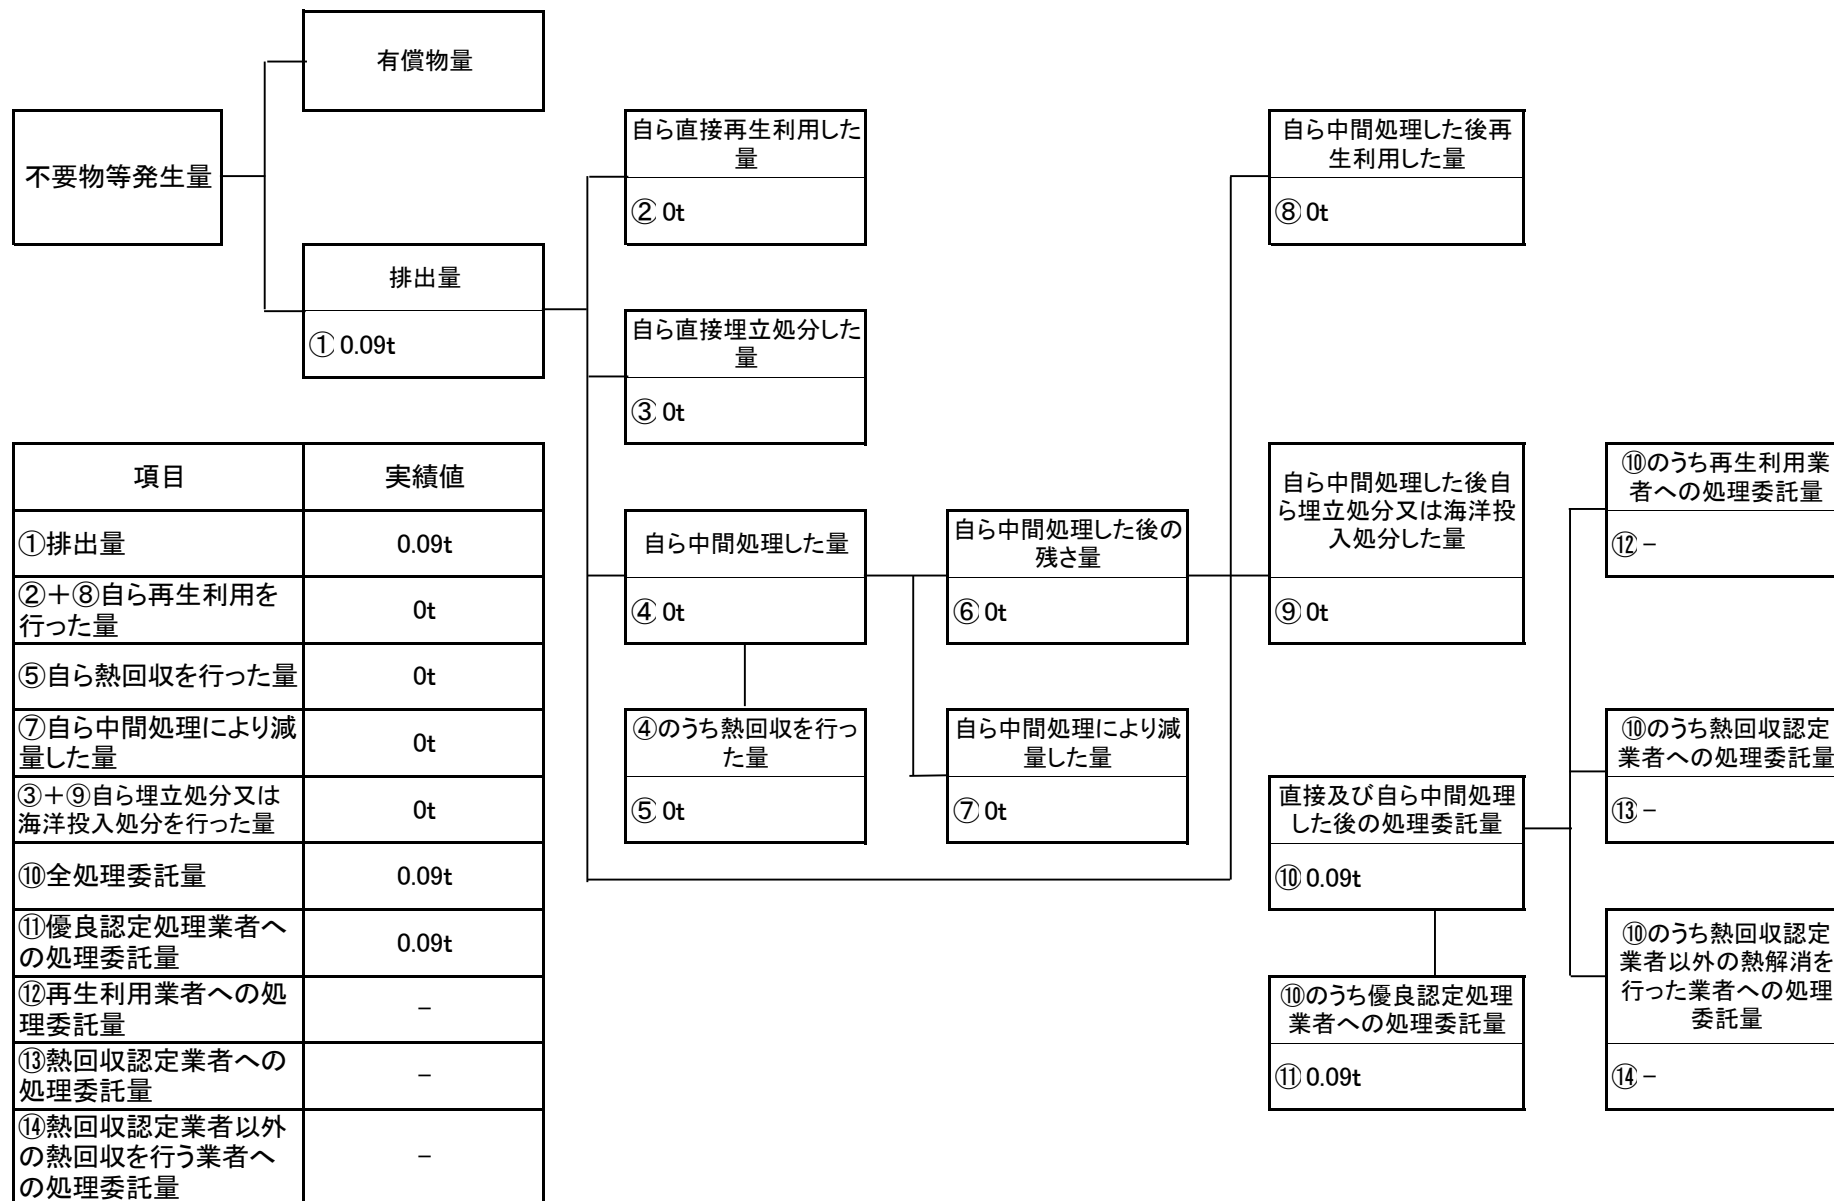 有償物量
不要物等発生量
排出量
① 0.09t
自ら直接再生利用した
量
② 0t
自ら直接埋立処分した
量
③ 0t
自ら中間処理した量
④ 0t
④のうち熱回収を行っ
た量
⑤ 0t
自ら中間処理した後の
残さ量
⑥ 0t
自ら中間処理により減
量した量
⑦ 0t
自ら中間処理した後再
生利用した量
⑧ 0t
自ら中間処理した後自
ら埋立処分又は海洋投
入処分した量
⑨ 0t
直接及び自ら中間処理
した後の処理委託量
⑩ 0.09t
⑩のうち優良認定処理
業者への処理委託量
⑪ 0.09t
⑩のうち再生利用業
者への処理委託量
⑫ −
⑩のうち熱回収認定
業者への処理委託量
⑬ −
⑩のうち熱回収認定
業者以外の熱解消を
行った業者への処理
委託量
⑭ −
項目 実績値
①排出量 0.09t
②＋⑧自ら再生利用を
行った量 0t
⑤自ら熱回収を行った量 0t
⑦自ら中間処理により減
量した量 0t
③＋⑨自ら埋立処分又は
海洋投入処分を行った量 0t
⑩全処理委託量 0.09t
⑪優良認定処理業者へ
の処理委託量 0.09t
⑫再生利用業者への処
理委託量 −
⑬熱回収認定業者への
処理委託量 −
⑭熱回収認定業者以外
の熱回収を行う業者へ
の処理委託量 −